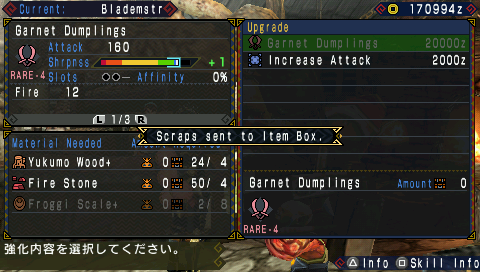 Current: Blademstr
170994z
Garnet Dumplings
Attack 160
Shrpnss +1
RARE-4 Slots ○○― Affinity 0%
Fire 12
L 1/3 R
Upgrade
Garnet Dumplings 20000z
Increase Attack 2000z
Scraps sent to Item Box.
Material Needed
Yukumo Wood+ 0 24/ 4
Fire Stone 0 50/ 4
Froggi Scale+ 0 2/ 8
Garnet Dumplings Amount 0
RARE-4
強化内容を選択してください。
Info Skill Info